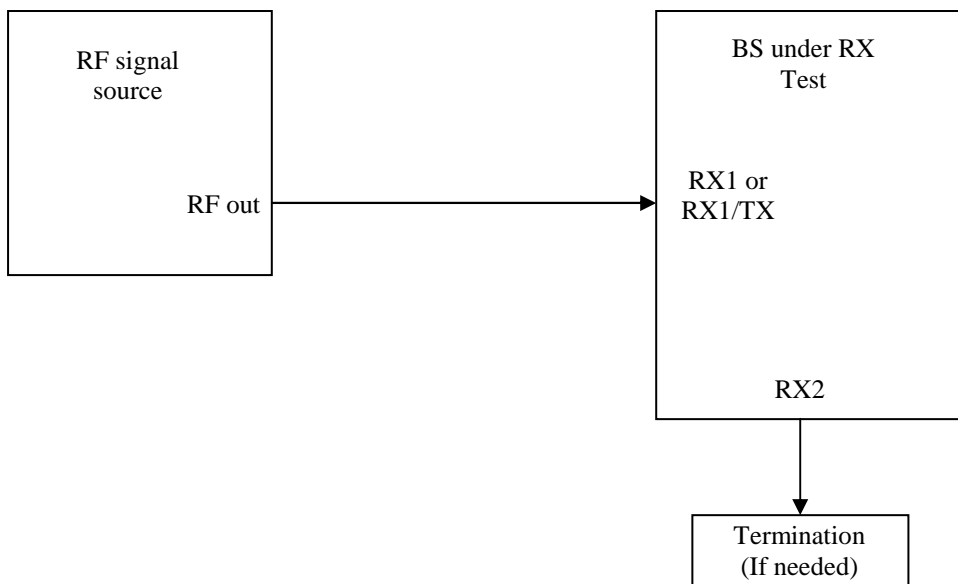 RF signal
source
RF out
BS under RX
Test
RX1 or
RX1/TX
RX2
Termination
(If needed)